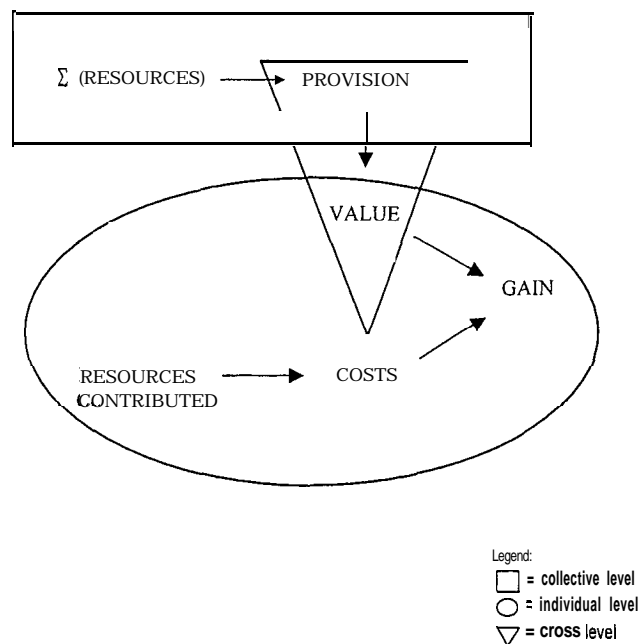 Σ (RESOURCES) PROVISION
VALUE
GAIN
RESOURCES
CONTRIBUTED
COSTS
Legend:
= collective level
= individual level
= cross level